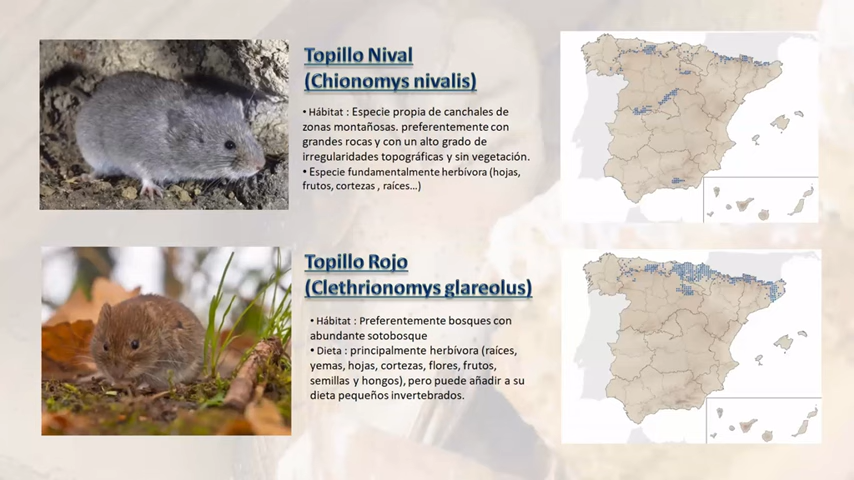 Topillo Nival
(Chionomys nivalis)
• Hábitat : Especie propia de canchales de
zonas montañosas. preferentemente con
grandes rocas y con un alto grado de
irregularidades topográficas y sin vegetación.
• Especie fundamentalmente herbívora (hojas,
frutos, cortezas , raíces...)
Topillo Rojo
(Clethrionomys glareolus)
• Hábitat : Preferentemente bosques con
abundante sotobosque
• Dieta : principalmente herbívora (raíces,
yemas, hojas, cortezas, flores, frutos,
semillas y hongos), pero puede añadir a su
dieta pequeños invertebrados.